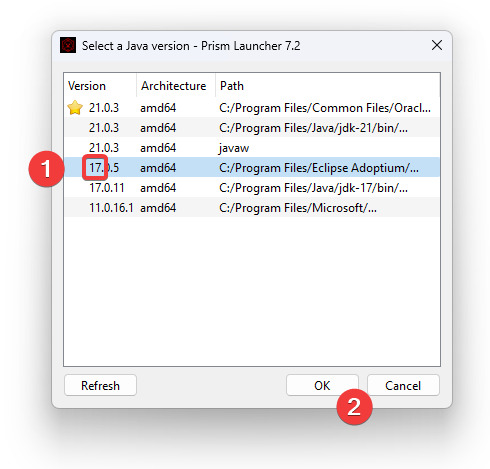 Select a Java version - Prism Launcher 7.2
Version Architecture Path
21.0.3 amd64 C:/Program Files/Common Files/Oracl...
21.0.3 amd64 C:/Program Files/Java/jdk-21/bin/...
21.0.3 amd64 javaw
1 17.0.5 amd64 C:/Program Files/Eclipse Adoptium/...
17.0.11 amd64 C:/Program Files/Java/jdk-17/bin/...
11.0.16.1 amd64 C:/Program Files/Microsoft/...
Refresh OK Cancel
2